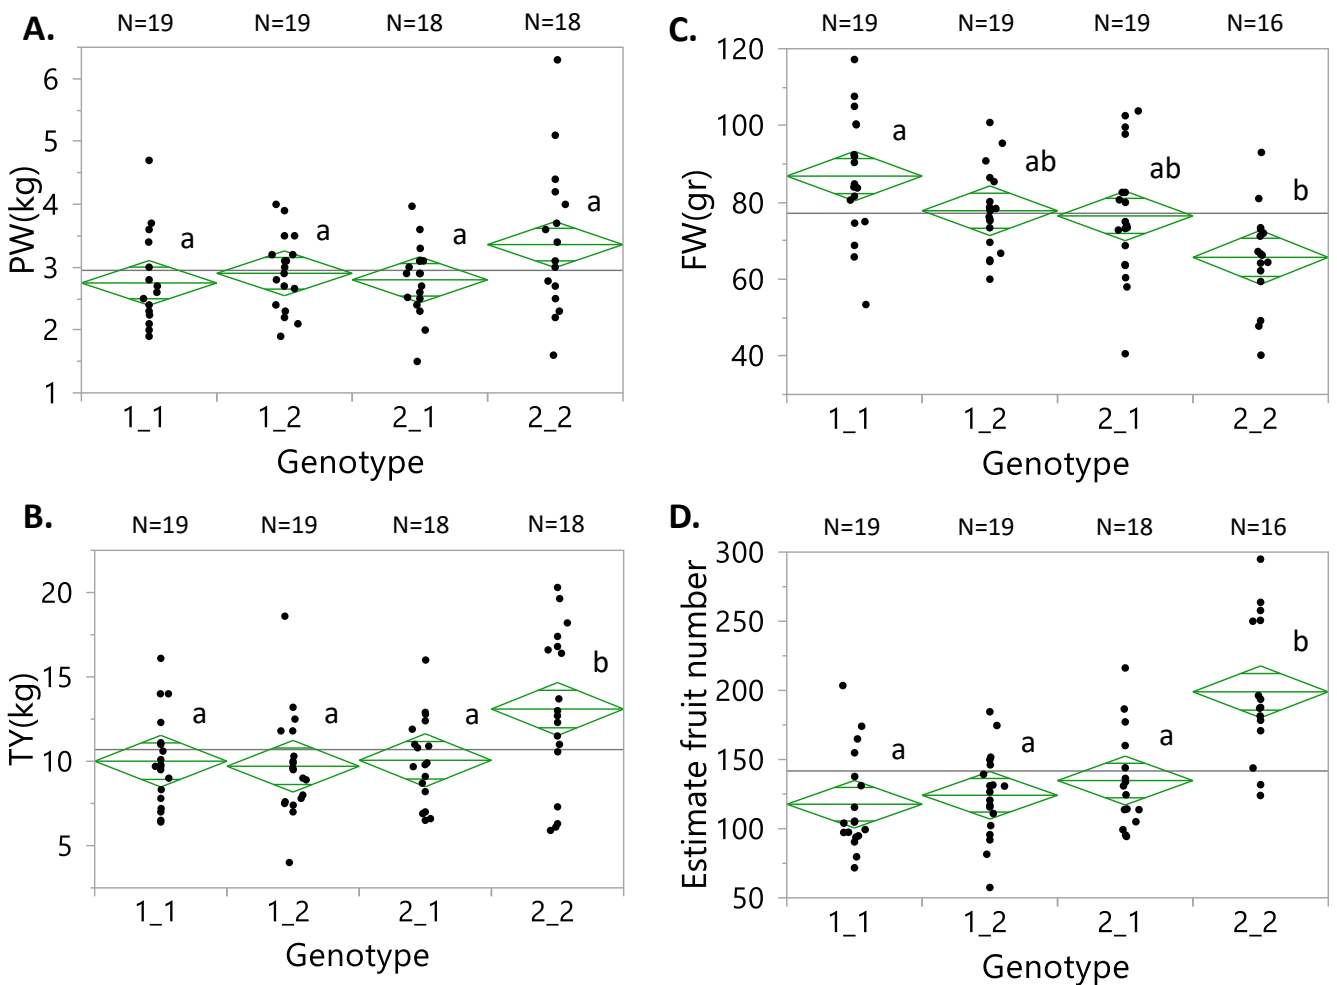 A.
N=19 N=19 N=18 N=18
PW(kg)
6
5
4
3
2
1
a a a a
1_1 1_2 2_1 2_2
Genotype
C.
N=19 N=19 N=19 N=16
FW(gr)
120
100
80
60
40
a ab ab b
1_1 1_2 2_1 2_2
Genotype
B.
N=19 N=19 N=18 N=18
TY(kg)
20
15
10
5
a a a b
1_1 1_2 2_1 2_2
Genotype
D.
N=19 N=19 N=18 N=16
Estimate fruit number
300
250
200
150
100
50
a a a b
1_1 1_2 2_1 2_2
Genotype